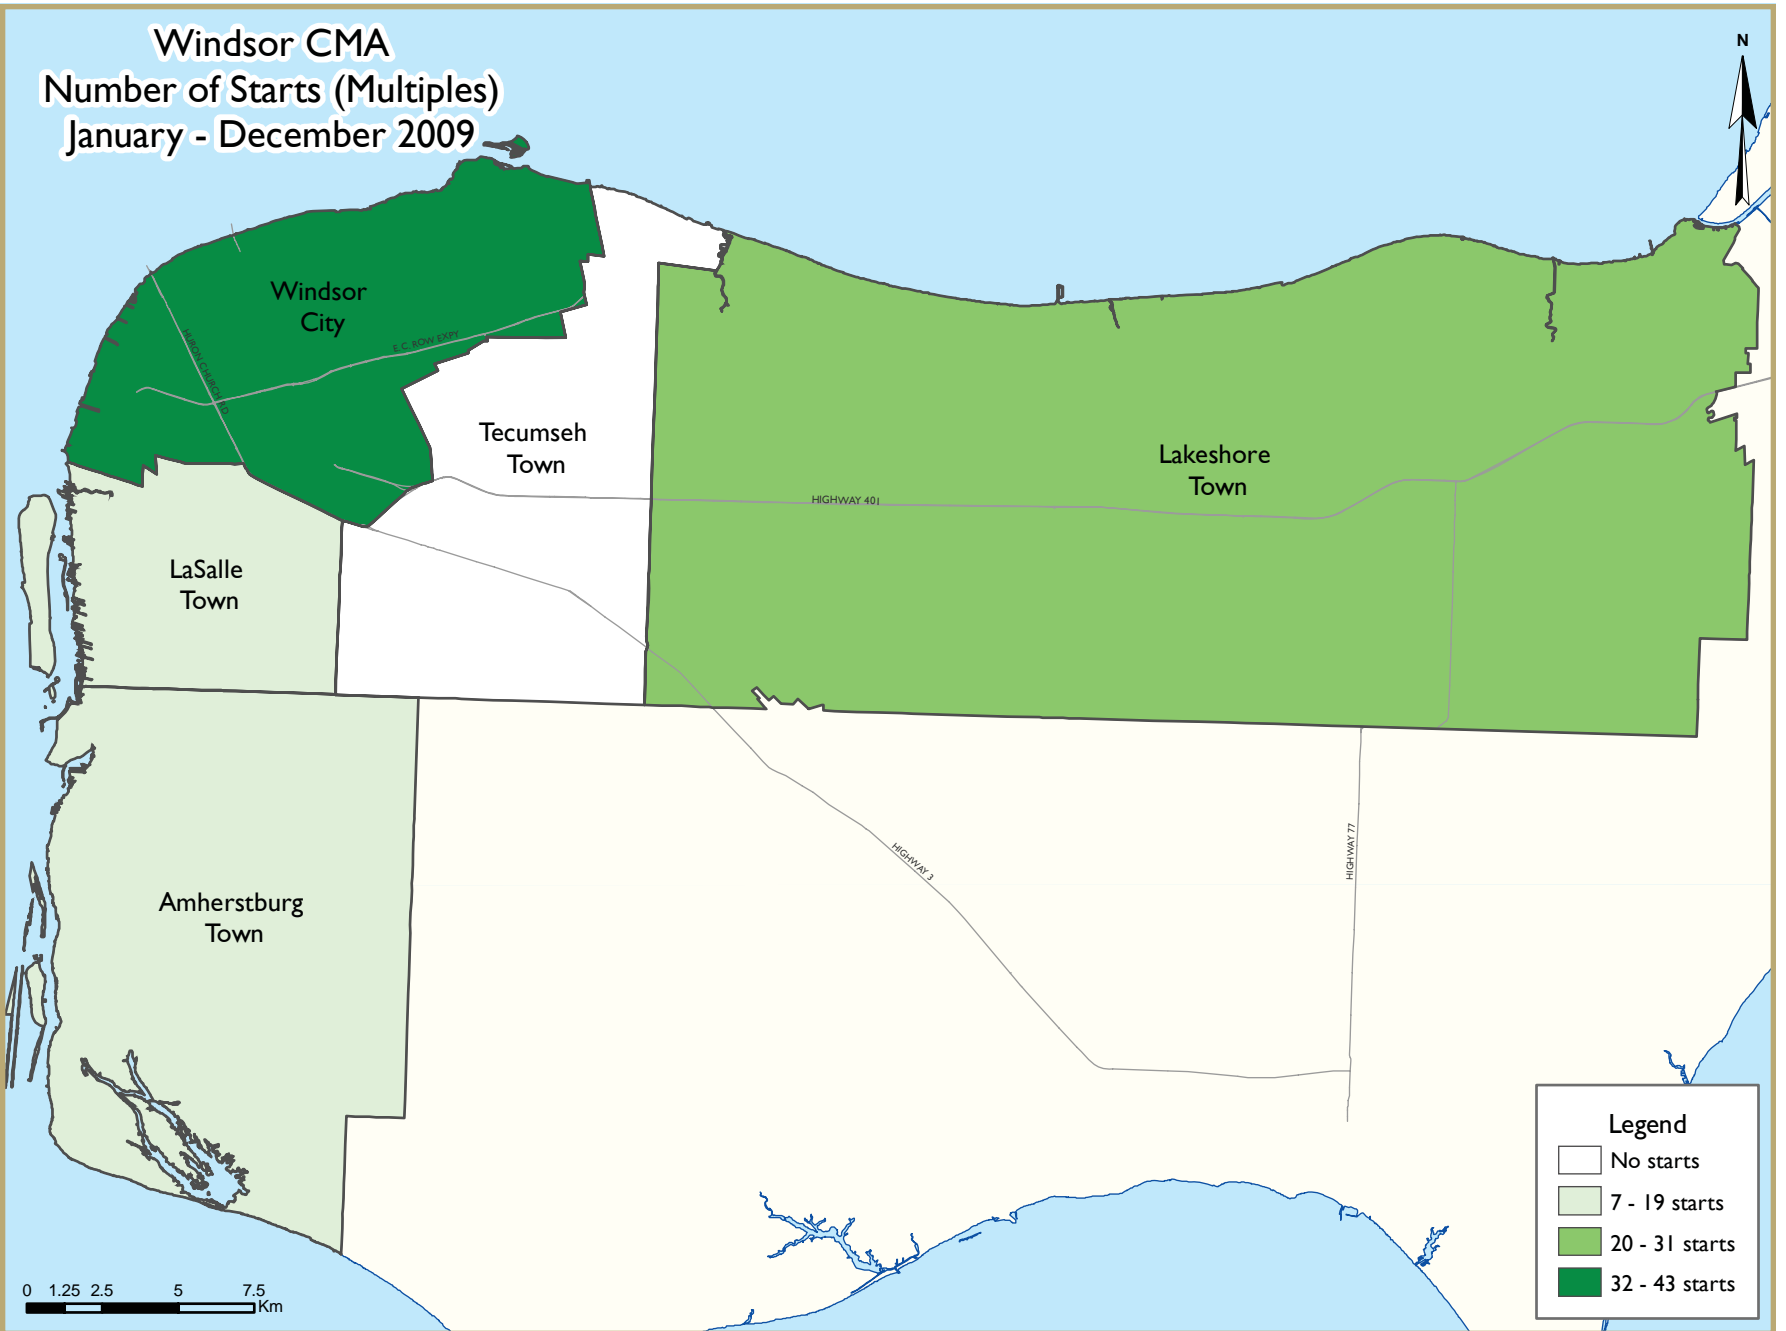 Windsor CMA
Number of Starts (Multiples)
January - December 2009
N
Windsor
City
HURON CHURCH RD
E.C. ROW EXPY
Tecumseh
Town
Lakeshore
Town
HIGHWAY 401
LaSalle
Town
Amherstburg
Town
HIGHWAY 3
HIGHWAY 77
Legend
No starts
7 - 19 starts
20 - 31 starts
32 - 43 starts
0 1.25 2.5 5 7.5
Km